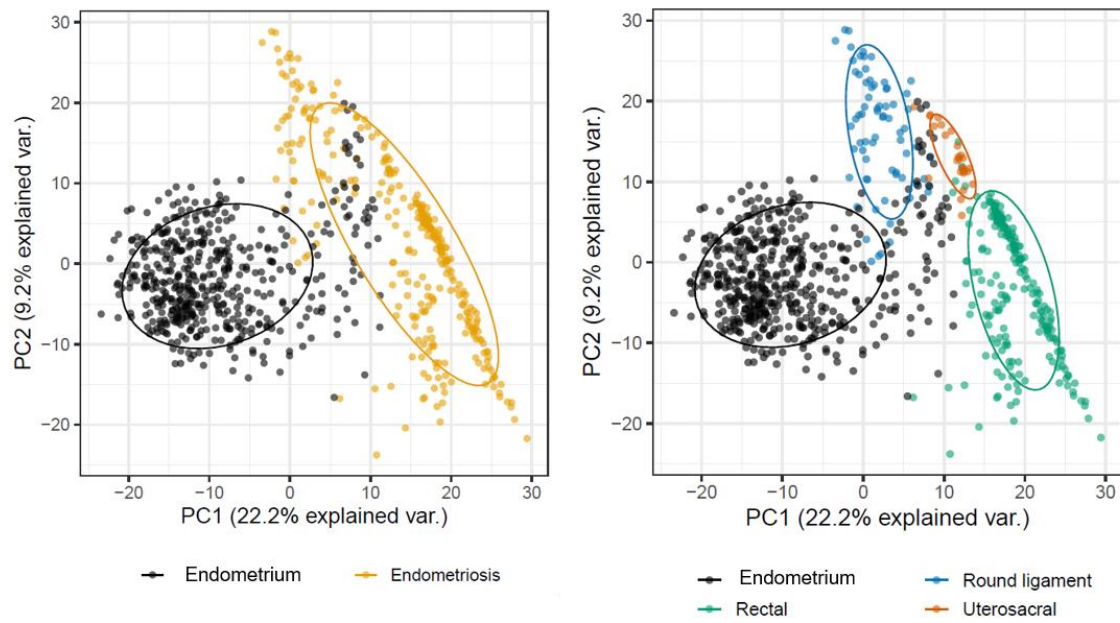 30
20
10
0
−10
−20
PC2 (9.2% explained var.)
−20 −10 0 10 20 30
PC1 (22.2% explained var.)
Endometrium Endometriosis
30
20
10
0
−10
−20
PC2 (9.2% explained var.)
−20 −10 0 10 20 30
PC1 (22.2% explained var.)
Endometrium Round ligament
Rectal Uterosacral